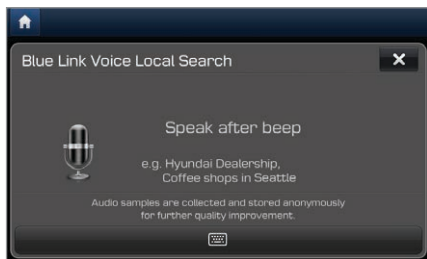 Blue Link Voice Local Search
Speak after beep
e.g. Hyundai Dealership,
Coffee shops in Seattle
Audio samples are collected and stored anonymously
for further quality improvement.